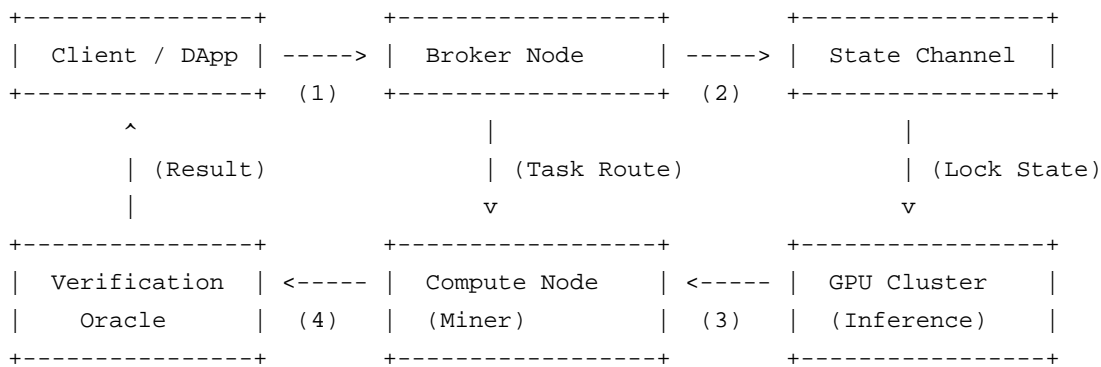 Client / DApp -----> Broker Node -----> State Channel
(1) (2)
(Result) (Task Route) (Lock State)
Verification <----- Compute Node <----- GPU Cluster
Oracle (4) (Miner) (3) (Inference)